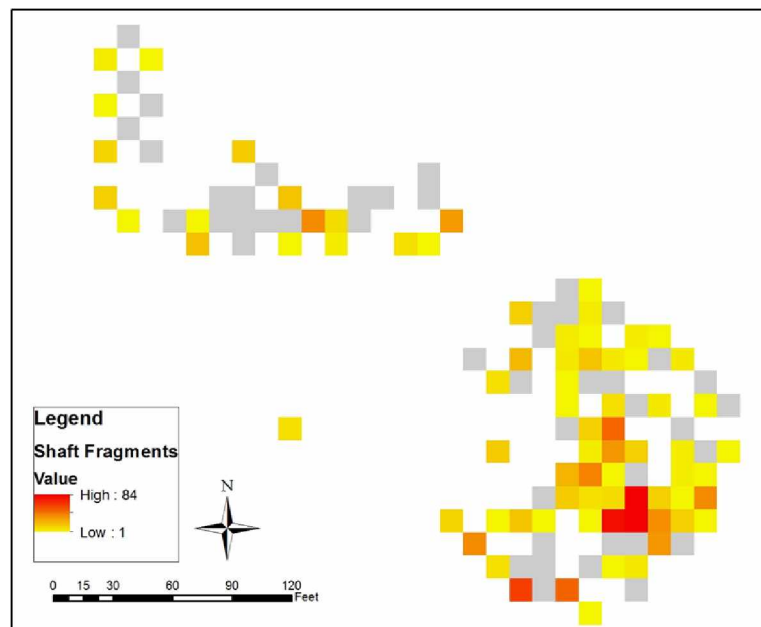 Legend
Shaft Fragments
Value
High : 84
Low : 1
N
0 15 30 60 90 120
Feet